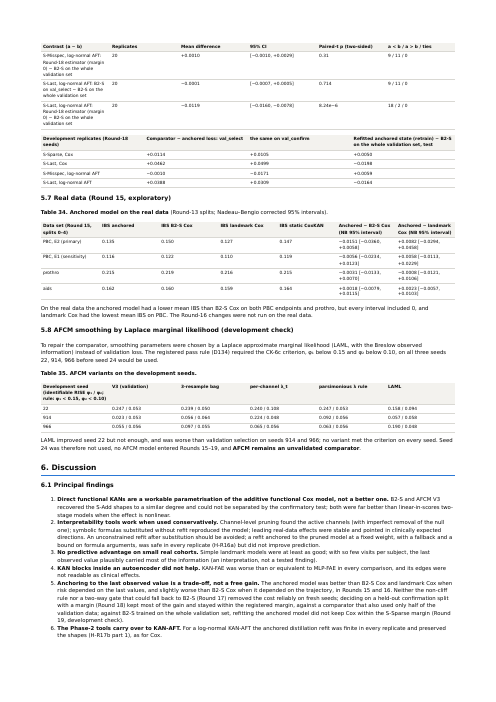 Contrast (a − b) Replicates Mean difference 95% CI Paired-t p (two-sided) a < b / a > b / ties
S-Misspec, log-normal AFT: Round-18 estimator (margin 0) − B2-S on the whole validation set 20 +0.0010 [−0.0010, +0.0029] 0.31 9 / 11 / 0
S-Last, log-normal AFT: B2-S on val_select − B2-S on the whole validation set 20 −0.0001 [−0.0007, +0.0005] 0.714 9 / 11 / 0
S-Last, log-normal AFT: Round-18 estimator (margin 0) − B2-S on the whole validation set 20 −0.0119 [−0.0160, −0.0078] 8.24e−6 18 / 2 / 0
Development replicates (Round-18 seeds) Comparator − anchored loss: val_select the same on val_confirm Refitted anchored state (retrain) − B2-S on the whole validation set, test
S-Sparse, Cox +0.0114 +0.0105 +0.0050
S-Last, Cox +0.0462 +0.0499 −0.0198
S-Misspec, log-normal AFT −0.0010 −0.0171 +0.0059
S-Last, log-normal AFT +0.0388 +0.0309 −0.0164
5.7 Real data (Round 15, exploratory)
Table 34. Anchored model on the real data (Round-13 splits; Nadeau-Bengio corrected 95% intervals).
Data set (Round 15, splits 0–4) IBS anchored IBS B2-S Cox IBS landmark Cox IBS static CoxKAN Anchored − B2-S Cox (NB 95% interval) Anchored − landmark Cox (NB 95% interval)
PBC, E2 (primary) 0.135 0.150 0.127 0.147 −0.0151 [−0.0360, +0.0058] +0.0082 [−0.0294, +0.0458]
PBC, E1 (sensitivity) 0.116 0.122 0.110 0.119 −0.0056 [−0.0234, +0.0123] +0.0058 [−0.0113, +0.0229]
prothro 0.215 0.219 0.216 0.215 −0.0031 [−0.0133, +0.0070] −0.0008 [−0.0121, +0.0106]
aids 0.162 0.160 0.159 0.164 +0.0018 [−0.0079, +0.0115] +0.0023 [−0.0057, +0.0103]
On the real data the anchored model had a lower mean IBS than B2-S Cox on both PBC endpoints and prothro, but every interval included 0, and
landmark Cox had the lowest mean IBS on PBC. The Round-16 changes were not run on the real data.
5.8 AFCM smoothing by Laplace marginal likelihood (development check)
To repair the comparator, smoothing parameters were chosen by a Laplace approximate marginal likelihood (LAML, with the Breslow observed
information) instead of validation loss. The registered pass rule (D134) required the CK-6c criterion, φ₁ below 0.15 and φ₂ below 0.10, on all three seeds
22, 914, 966 before seed 24 would be used.
Table 35. AFCM variants on the development seeds.
Development seed (identifiable RISE φ₁ / φ₂; rule: φ₁ < 0.15, φ₂ < 0.10) V3 (validation) 3-resample bag per-channel λ_t parsimonious λ rule LAML
22 0.247 / 0.053 0.239 / 0.050 0.240 / 0.108 0.247 / 0.053 0.158 / 0.094
914 0.023 / 0.053 0.056 / 0.064 0.224 / 0.008 0.092 / 0.056 0.057 / 0.058
966 0.055 / 0.056 0.097 / 0.055 0.065 / 0.056 0.063 / 0.056 0.190 / 0.048
LAML improved seed 22 but not enough, and was worse than validation selection on seeds 914 and 966; no variant met the criterion on every seed. Seed
24 was therefore not used, no AFCM model entered Rounds 15–19, and AFCM remains an unvalidated comparator.
6. Discussion
6.1 Principal findings
1. Direct functional KANs are a workable parametrisation of the additive functional Cox model, not a better one. B2-S and AFCM V3
recovered the S-Add shapes to a similar degree and could not be separated by the confirmatory test; both were far better than linear-in-scores two-
stage models when the effect is nonlinear.
2. Interpretability tools work when used conservatively. Channel-level pruning found the active channels (with imperfect removal of the null
one); symbolic formulas substituted without refit reproduced the model; leading real-data effects were stable and pointed in clinically expected
directions. An unconstrained refit after substitution should be avoided; a refit anchored to the pruned model at a fixed weight, with a fallback and a
bound on formula arguments, was safe in every replicate (H-R16a) but did not improve prediction.
3. No predictive advantage on small real cohorts. Simple landmark models were at least as good; with so few visits per subject, the last
observed value plausibly carried most of the information (an interpretation, not a tested finding).
4. KAN blocks inside an autoencoder did not help. KAN-FAE was worse than or equivalent to MLP-FAE in every comparison, and its edges were
not readable as clinical effects.
5. Anchoring to the last observed value is a trade-off, not a free gain. The anchored model was better than B2-S Cox and landmark Cox when
risk depended on the last values, and slightly worse than B2-S Cox when it depended on the trajectory, in Rounds 15 and 16. Neither the non-cliff
rule nor a two-way gate that could fall back to B2-S (Round 17) removed the cost reliably on fresh seeds; deciding on a held-out confirmation split
with a margin (Round 18) kept most of the gain and stayed within the registered margin, against a comparator that also used only half of the
validation data; against B2-S trained on the whole validation set, refitting the anchored model did not keep Cox within the S-Sparse margin (Round
19, development check).
6. The Phase-2 tools carry over to KAN-AFT. For a log-normal KAN-AFT the anchored distillation refit was finite in every replicate and preserved
the shapes (H-R17b part 1), as for Cox.